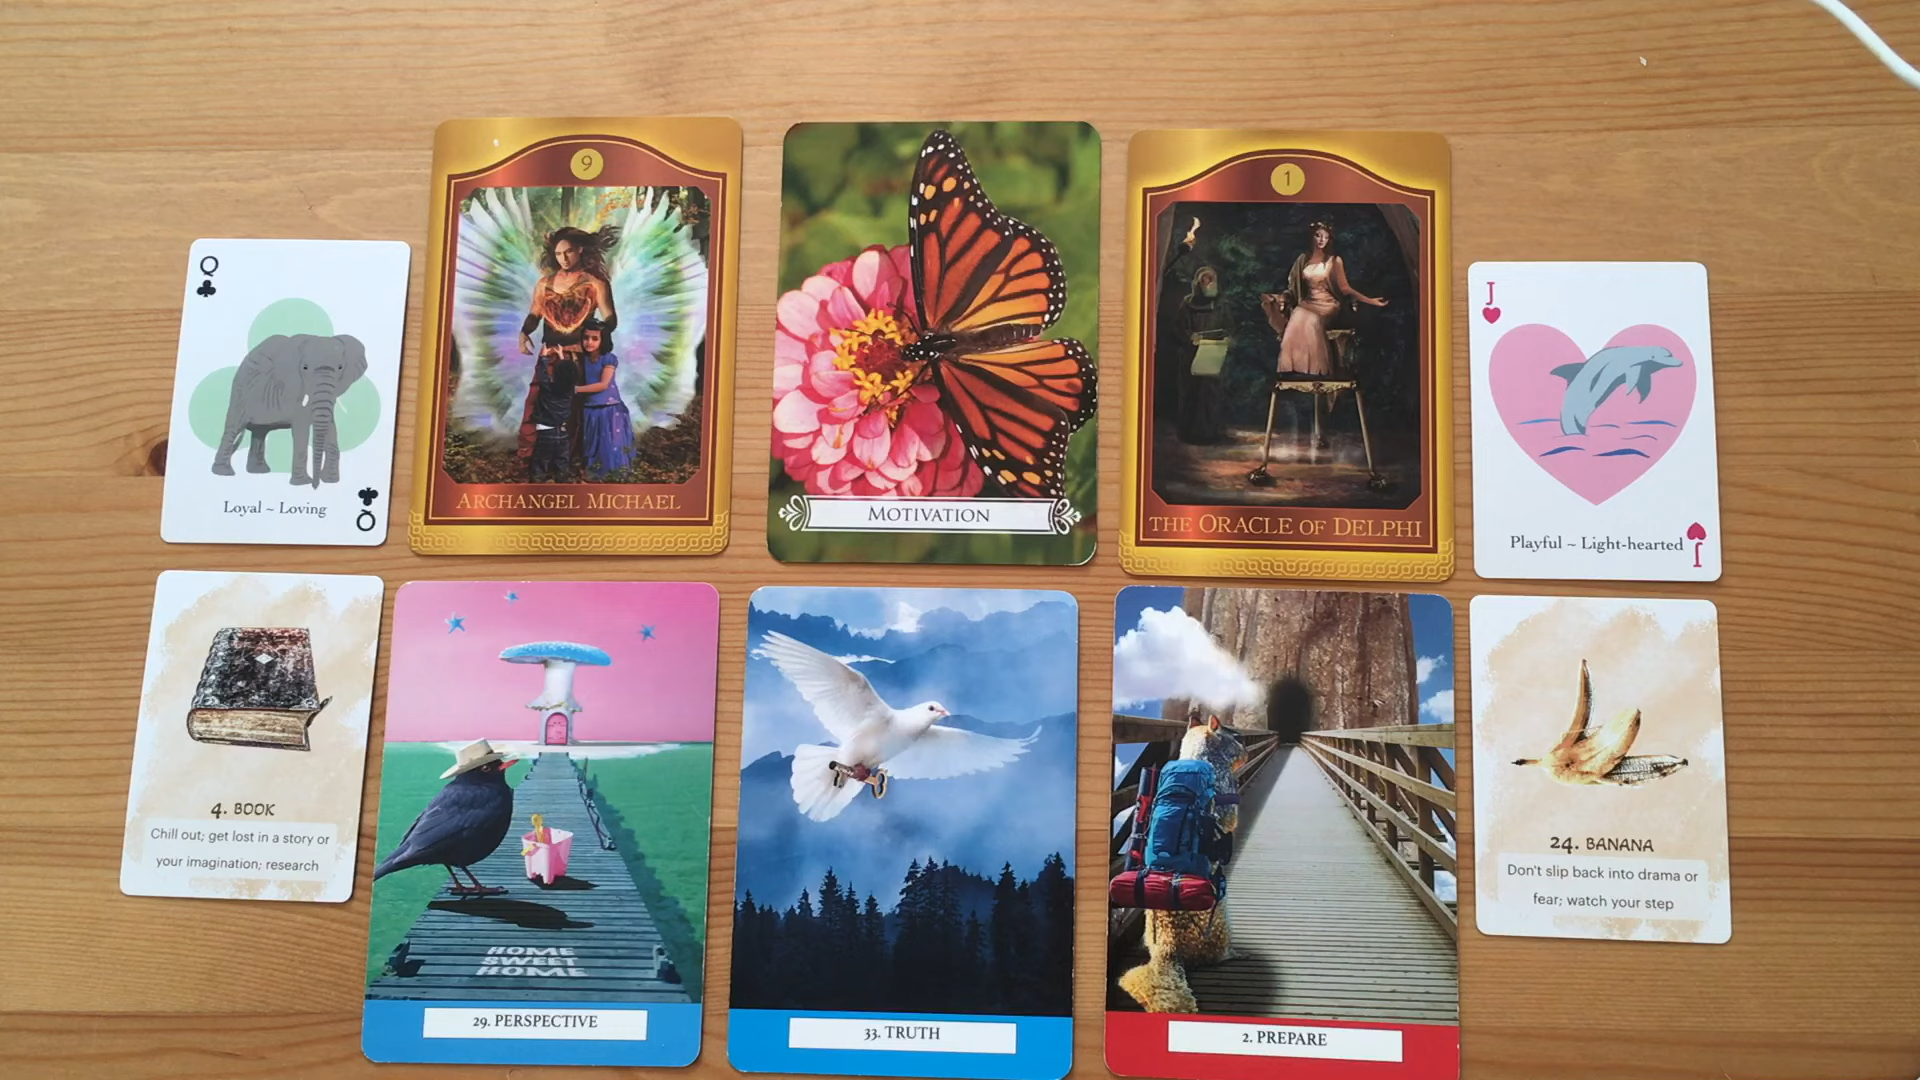 Q
Loyal ~ Loving
Q
9
ARCHANGEL MICHAEL
MOTIVATION
1
THE ORACLE OF DELPHI
J
Playful ~ Light-hearted
J
4. BOOK
Chill out; get lost in a story or
your imagination; research
HOME
SWEET
HOME
29. PERSPECTIVE
33. TRUTH
2. PREPARE
24. BANANA
Don't slip back into drama or
fear; watch your step